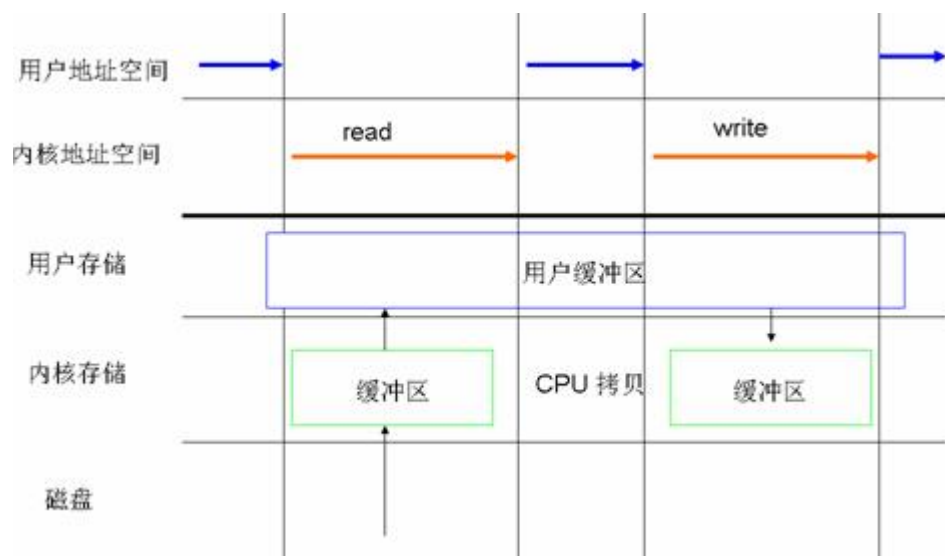 用户地址空间
read
write
内核地址空间
用户存储
用户缓冲区
内核存储
缓冲区
CPU 拷贝
缓冲区
磁盘